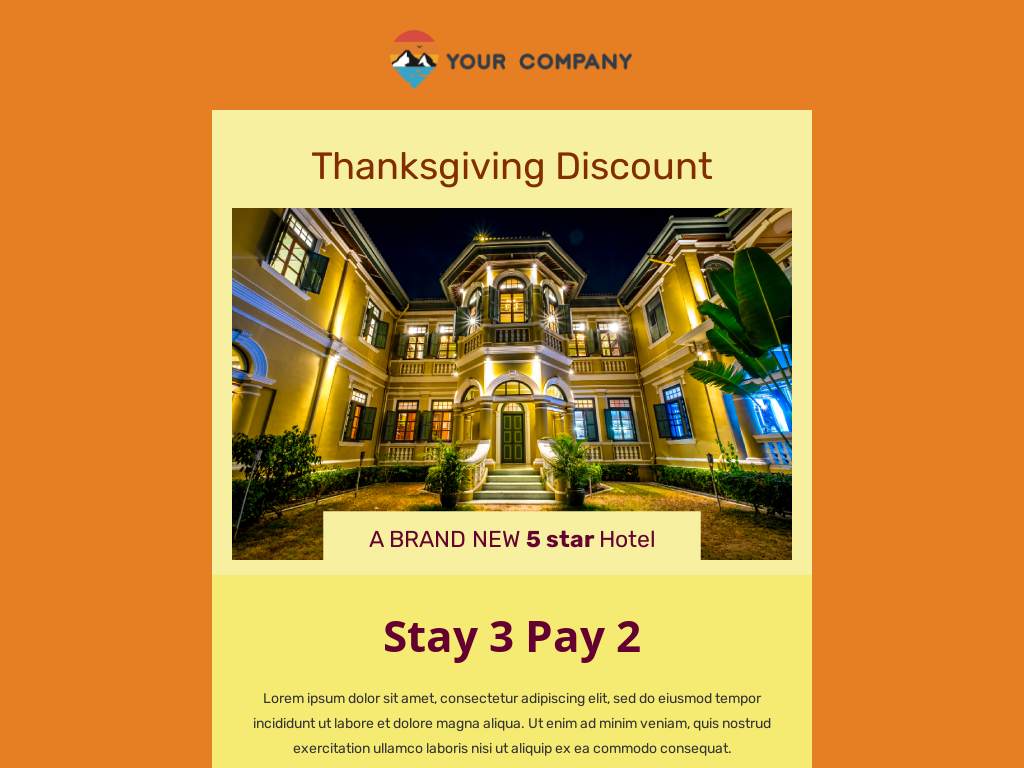 YOUR COMPANY
Thanksgiving Discount
A BRAND NEW 5 star Hotel
Stay 3 Pay 2
Lorem ipsum dolor sit amet, consectetur adipiscing elit, sed do eiusmod tempor
incididunt ut labore et dolore magna aliqua. Ut enim ad minim veniam, quis nostrud
exercitation ullamco laboris nisi ut aliquip ex ea commodo consequat.